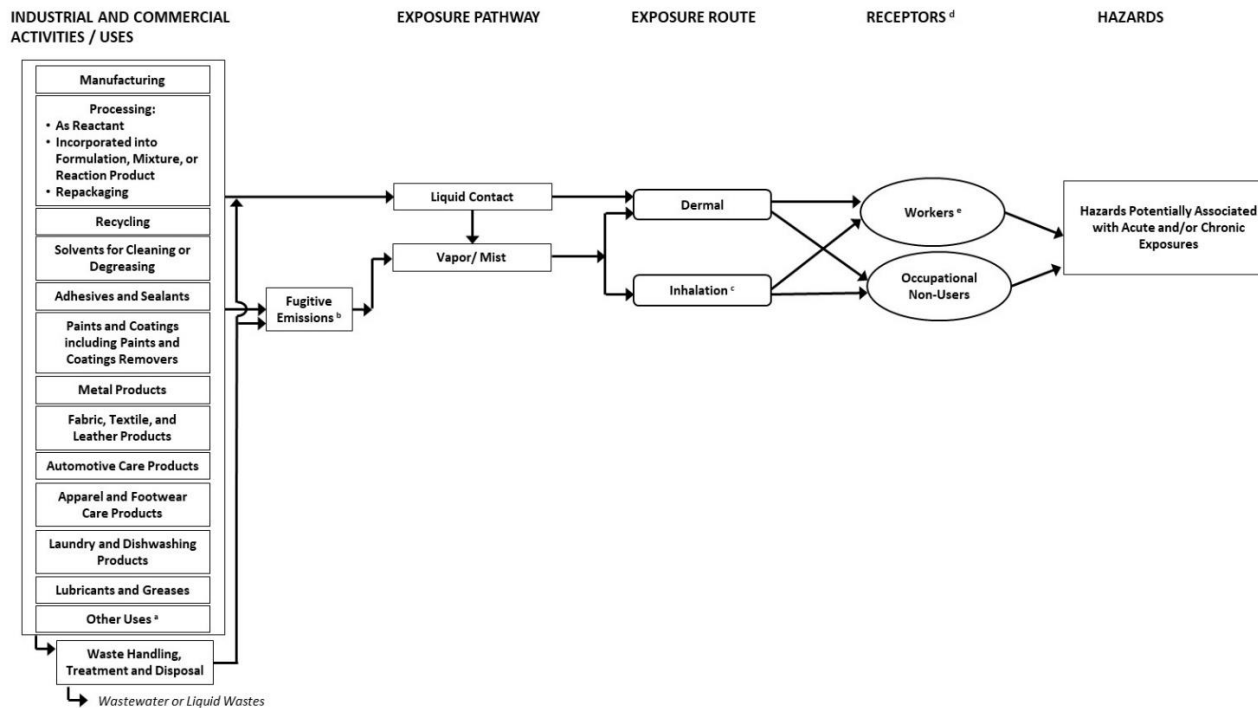 INDUSTRIAL AND COMMERCIAL
ACTIVITIES / USES
EXPOSURE PATHWAY
EXPOSURE ROUTE
RECEPTORS ᵈ
HAZARDS
Manufacturing
Processing:
• As Reactant
• Incorporated into
Formulation, Mixture, or
Reaction Product
• Repackaging
Recycling
Solvents for Cleaning or
Degreasing
Adhesives and Sealants
Paints and Coatings
including Paints and
Coatings Removers
Metal Products
Fabric, Textile, and
Leather Products
Automotive Care Products
Apparel and Footwear
Care Products
Laundry and Dishwashing
Products
Lubricants and Greases
Other Uses ᵃ
Waste Handling,
Treatment and Disposal
Wastewater or Liquid Wastes
Fugitive
Emissions ᵇ
Liquid Contact
Vapor/ Mist
Dermal
Inhalation ᶜ
Workers ᵉ
Occupational
Non-Users
Hazards Potentially Associated
with Acute and/or Chronic
Exposures